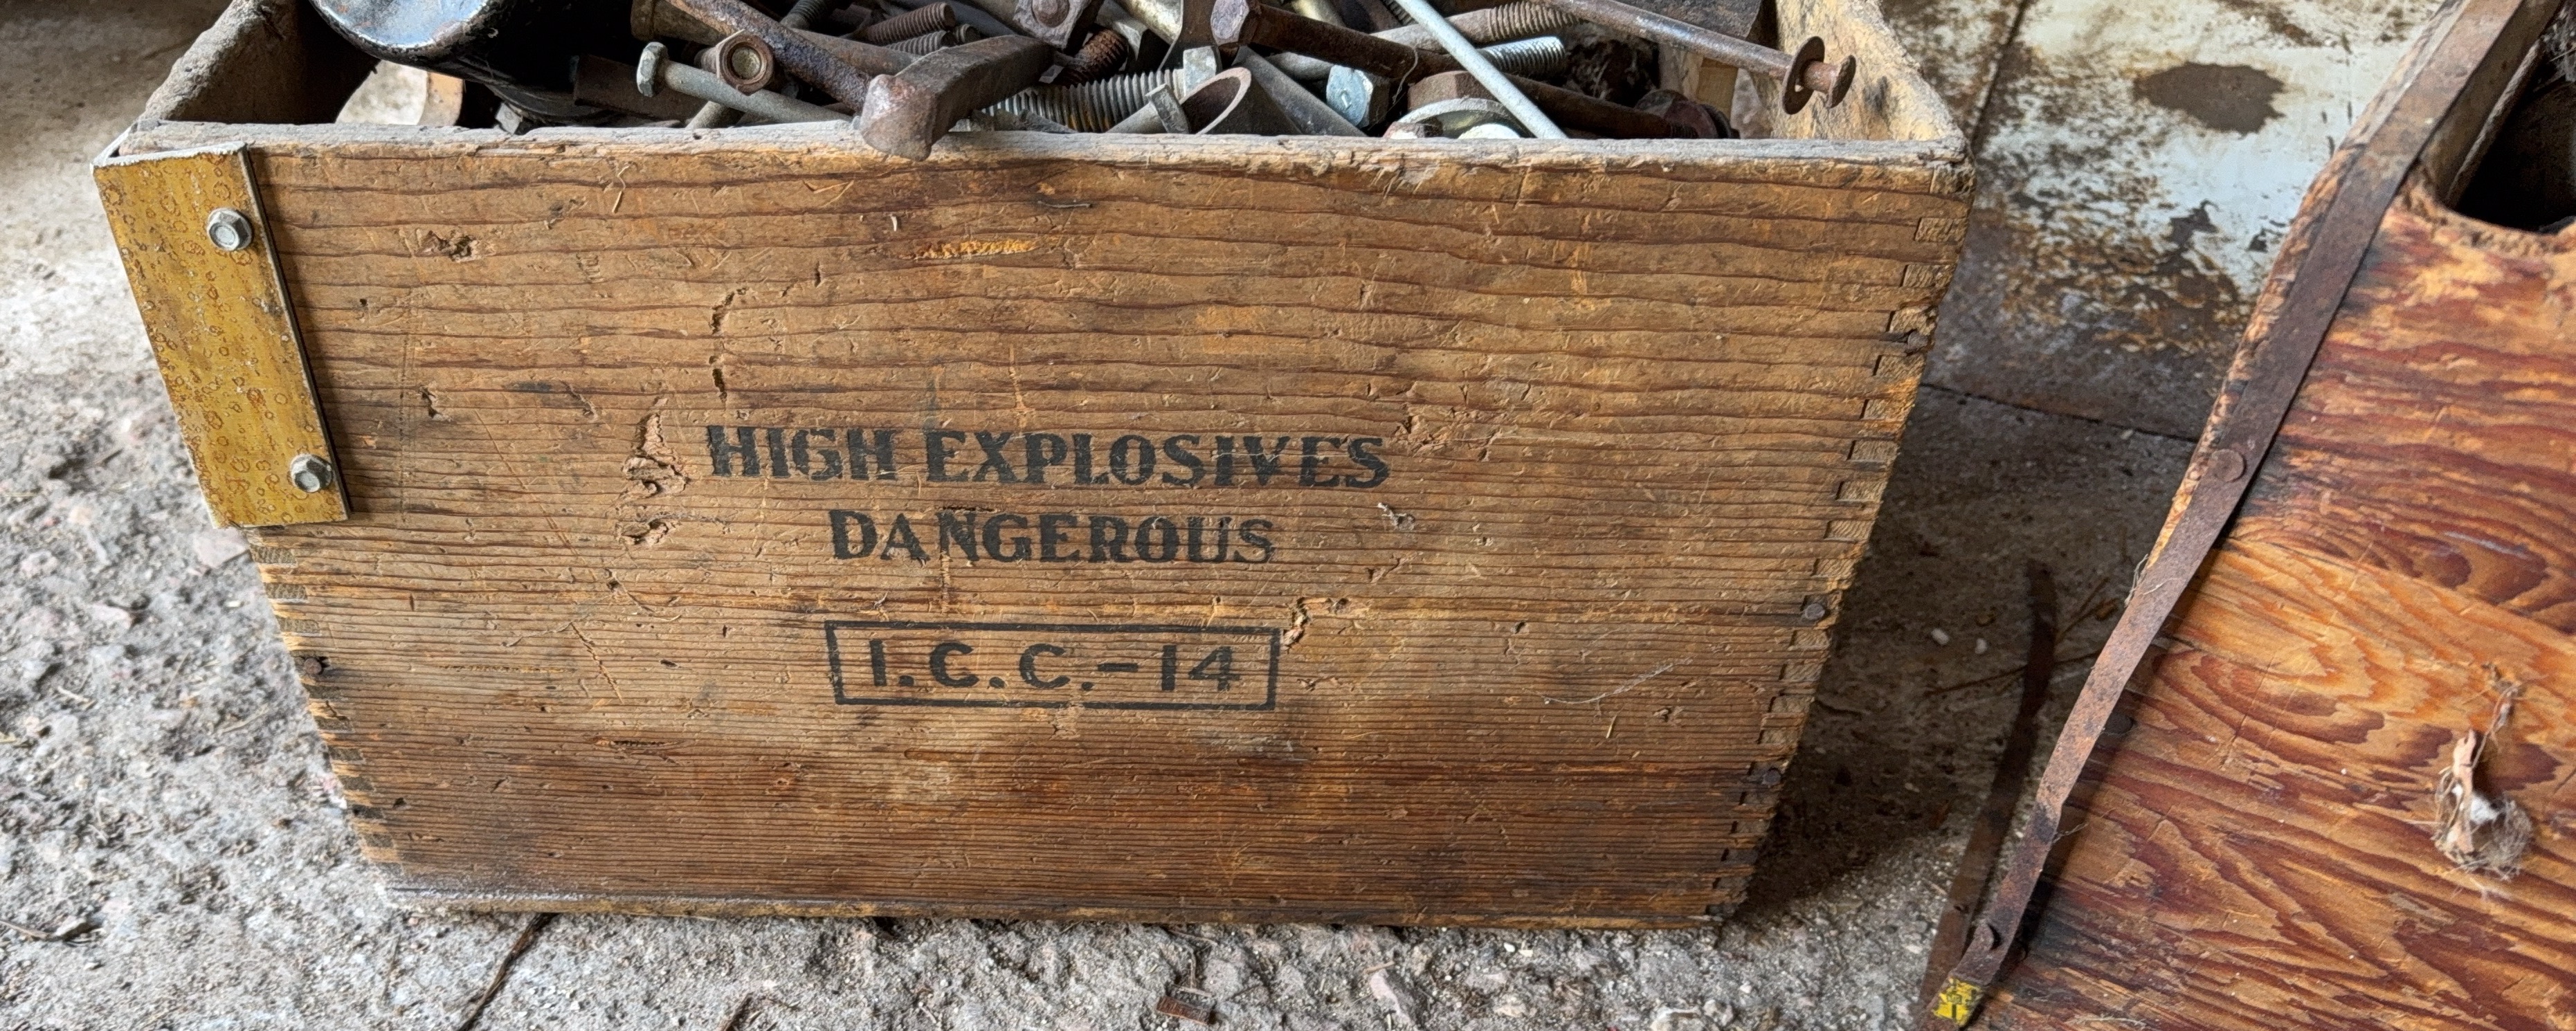 HIGH EXPLOSIVES
DANGEROUS
I.C.C.-14